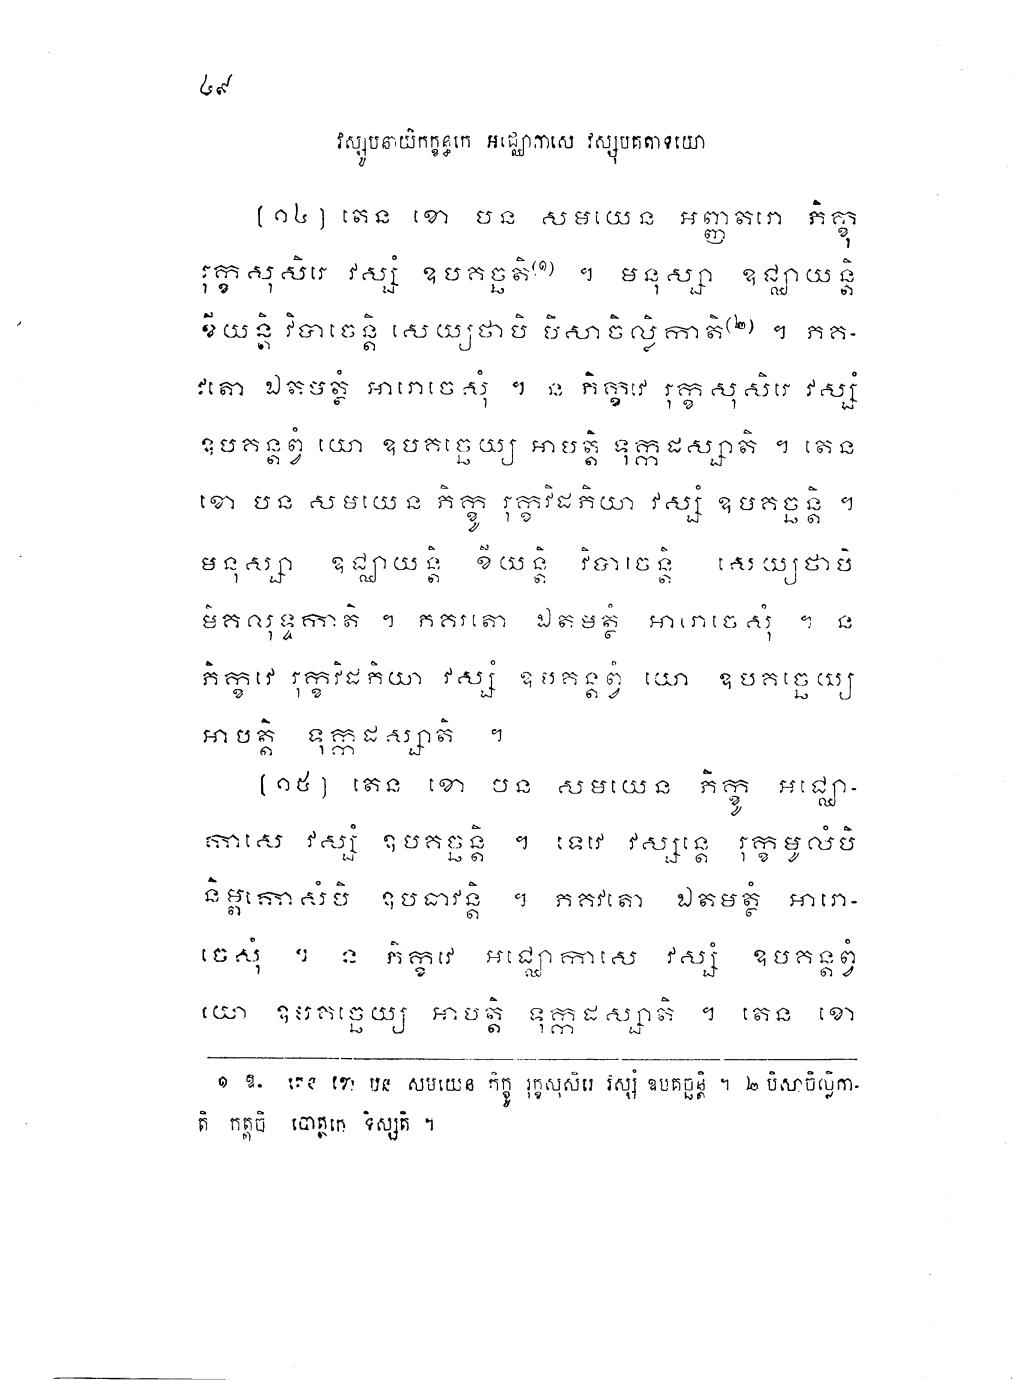 ៤៩
វស្សូបនាយិកក្ខន្ធកេ អជ្ឈោកាសេ វស្សុបគតាទយោ
(១៤) តេន ខោ បន សមយេន អញ្ញតរោ ភិក្ខុ
រុក្ខសុសិរេ វស្សំ ឧបគច្ឆតិ(១) ។ មនុស្សា ឧជ្ឈាយន្តិ
ខីយន្តិ វិបាចេន្តិ សេយ្យថាបិ បិសាចិល្លិកាតិ(២) ។ ភគ-
វតោ ឯតមត្ថំ អារោចេសុំ ។ ន ភិក្ខវេ រុក្ខសុសិរេ វស្សំ
ឧបគន្តព្វំ យោ ឧបគច្ឆេយ្យ អាបត្តិ ទុក្កដស្សាតិ ។ តេន
ខោ បន សមយេន ភិក្ខូ រុក្ខវិដភិយា វស្សំ ឧបគច្ឆន្តិ ។
មនុស្សា ឧជ្ឈាយន្តិ ខីយន្តិ វិបាចេន្តិ សេយ្យថាបិ
មិគលុទ្ទកាតិ ។ ភគវតោ ឯតមត្ថំ អារោចេសុំ ។ ន
ភិក្ខវេ រុក្ខវិដភិយា វស្សំ ឧបគន្តព្វំ យោ ឧបគច្ឆេយ្យ
អាបត្តិ ទុក្កដស្សាតិ ។
(១៥) តេន ខោ បន សមយេន ភិក្ខូ អជ្ឈោ-
កាសេ វស្សំ ឧបគច្ឆន្តិ ។ ទេវេ វស្សន្តេ រុក្ខមូលំបិ
និម្ពកោសំបិ ឧបធាវន្តិ ។ ភគវតោ ឯតមត្ថំ អារោ-
ចេសុំ ។ ន ភិក្ខវេ អជ្ឈោកាសេ វស្សំ ឧបគន្តព្វំ
យោ ឧបគច្ឆេយ្យ អាបត្តិ ទុក្កដស្សាតិ ។ តេន ខោ
១ ឱ. តេន ខោ បន សមយេន ភិក្ខូ រុក្ខសុសិរេ វស្សំ ឧបគច្ឆន្តិ ។ ២ បិសាចិល្លិកា-
តិ កត្ថចិ បោត្ថកេ ទិស្សតិ ។